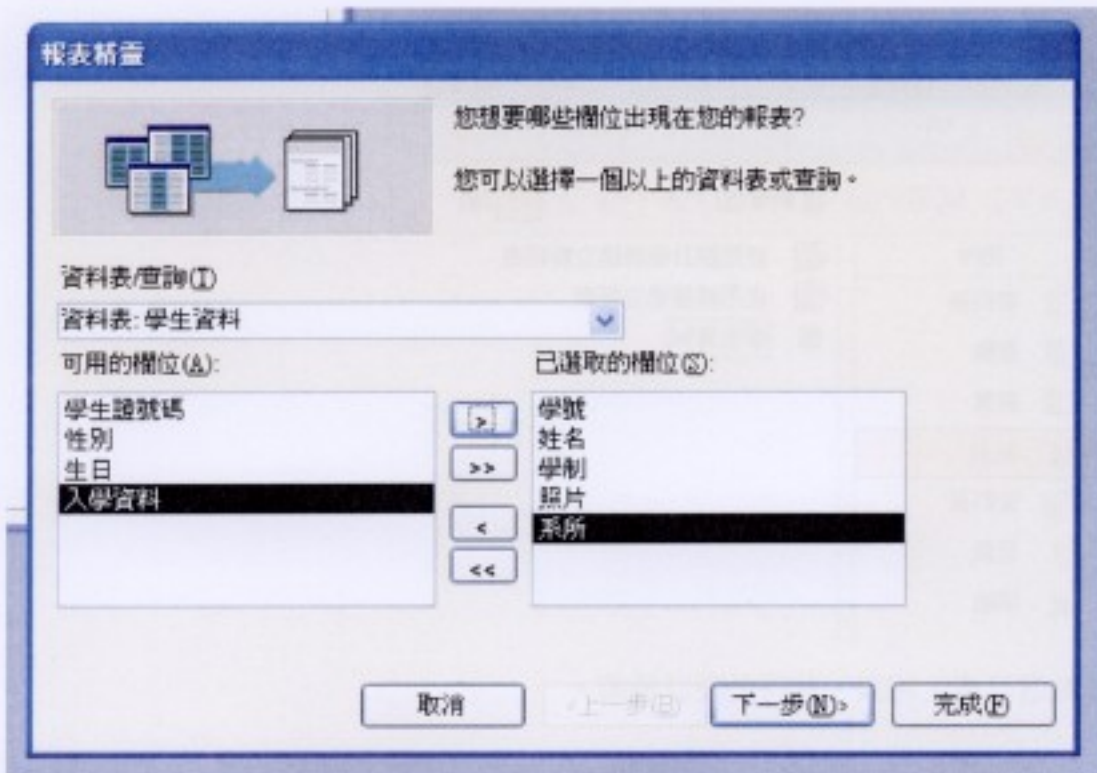 報表精靈
您想要哪些欄位出現在您的報表?
您可以選擇一個以上的資料表或查詢。
資料表/查詢(T)
資料表: 學生資料
可用的欄位(A):
學生證號碼
性別
生日
入學資料
>
>>
<
<<
已選取的欄位(S):
學號
姓名
學制
照片
系所
取消
<上一步(B)
下一步(N)>
完成(F)